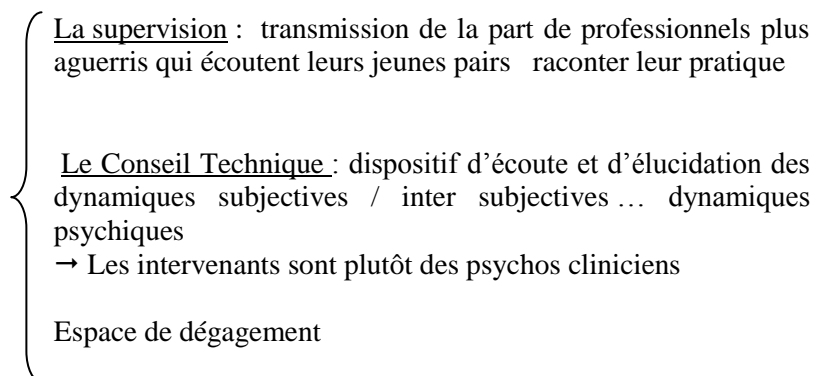 La supervision : transmission de la part de professionnels plus
aguerris qui écoutent leurs jeunes pairs raconter leur pratique
Le Conseil Technique : dispositif d’écoute et d’élucidation des
dynamiques subjectives / inter subjectives … dynamiques
psychiques
→ Les intervenants sont plutôt des psychos cliniciens
Espace de dégagement